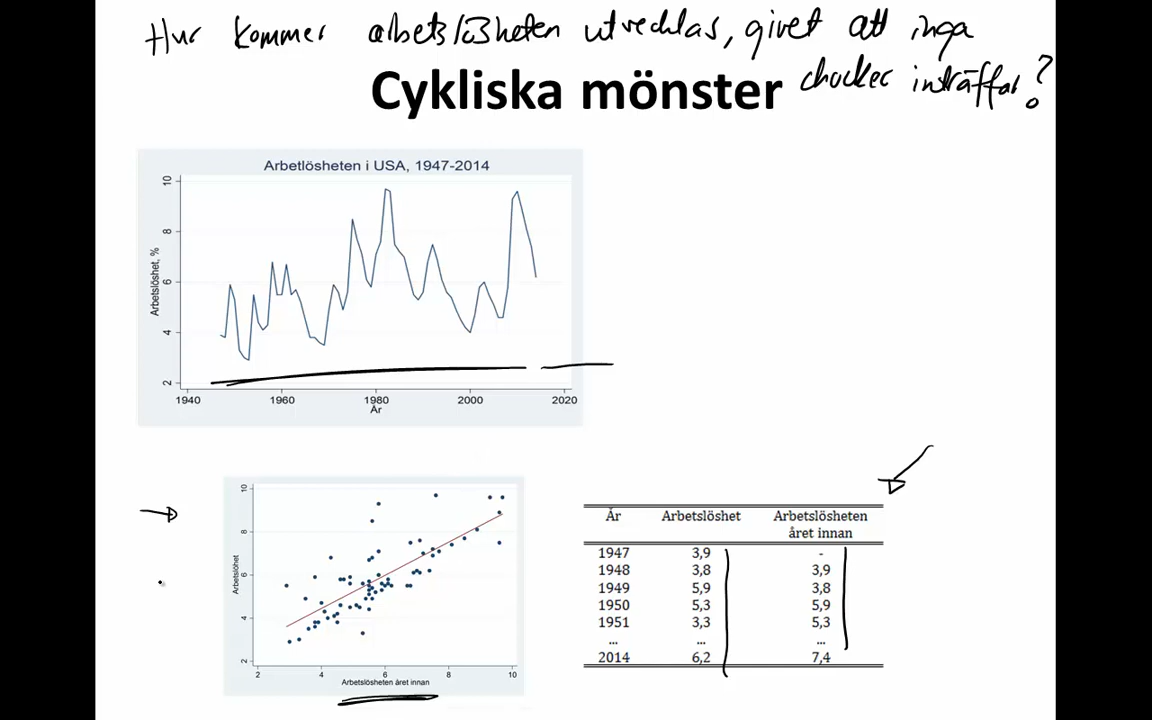 Hur kommer arbetslösheten utvecklas, givet att inga
chocker inträffar?
Cykliska mönster
Arbetlösheten i USA, 1947-2014
Arbetslöshet, %
10
8
6
4
2
1940 1960 1980 2000 2020
År
Arbetslöshet
10
8
6
4
2
2 4 6 8 10
Arbetslösheten året innan
År Arbetslöshet Arbetslösheten
året innan
1947 3,9 -
1948 3,8 3,9
1949 5,9 3,8
1950 5,3 5,9
1951 3,3 5,3
... ... ...
2014 6,2 7,4